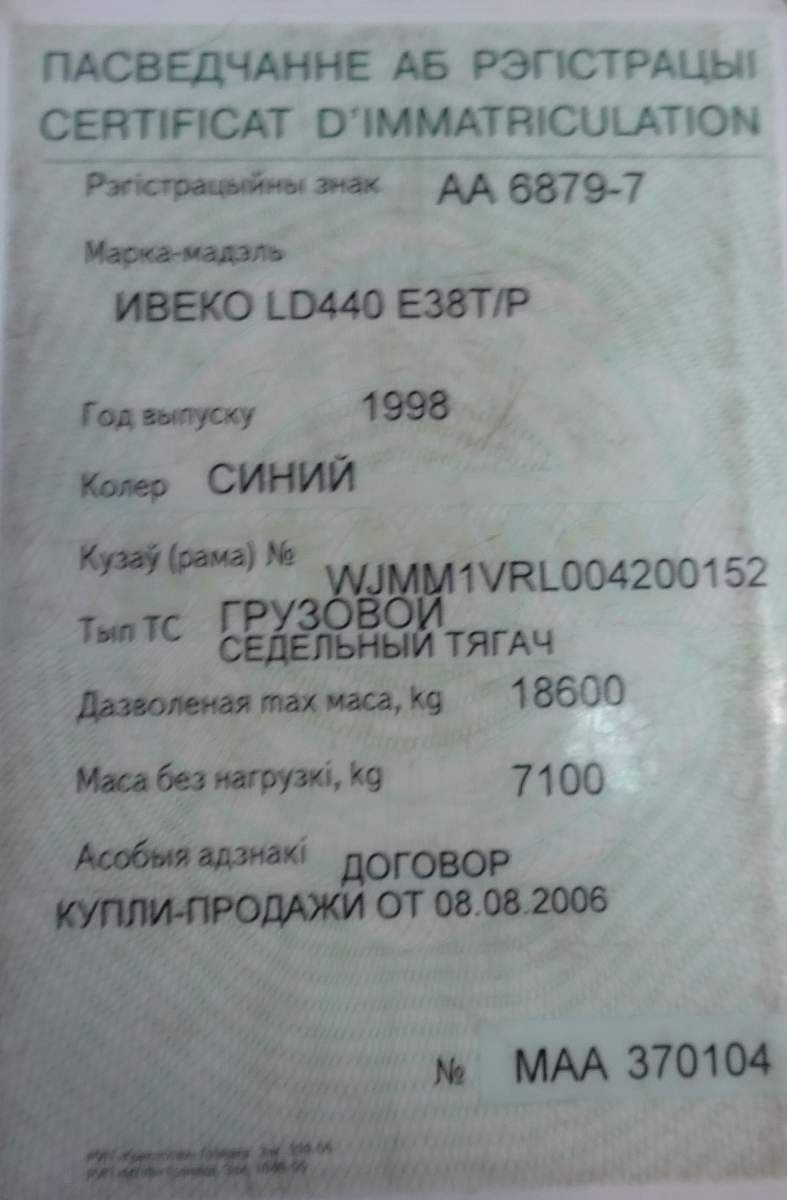 ПАСВЕДЧАННЕ АБ РЭГІСТРАЦЫІ
CERTIFICAT D'IMMATRICULATION
Рэгістрацыйны знак АА 6879-7
Марка-мадэль
ИВЕКО LD440 E38T/P
Год выпуску 1998
Колер СИНИЙ
Кузаў (рама) № WJMM1VRL004200152
Тып ТС ГРУЗОВОЙ
СЕДЕЛЬНЫЙ ТЯГАЧ
Дазволеная max маса, kg 18600
Маса без нагрузкі, kg 7100
Асобыя адзнакі ДОГОВОР
КУПЛИ-ПРОДАЖИ ОТ 08.08.2006
№ МАА 370104